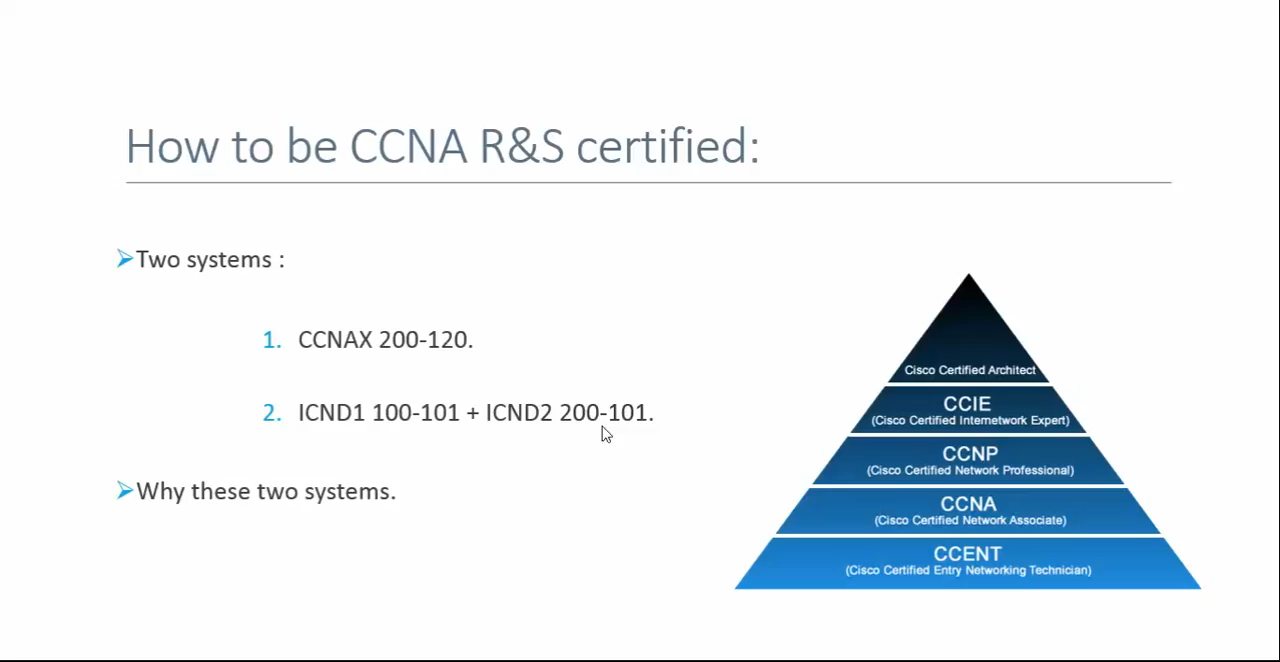 How to be CCNA R&S certified:
➢Two systems :
1. CCNAX 200-120.
2. ICND1 100-101 + ICND2 200-101.
➢Why these two systems.
Cisco Certified Architect
CCIE
(Cisco Certified Internetwork Expert)
CCNP
(Cisco Certified Network Professional)
CCNA
(Cisco Certified Network Associate)
CCENT
(Cisco Certified Entry Networking Technician)